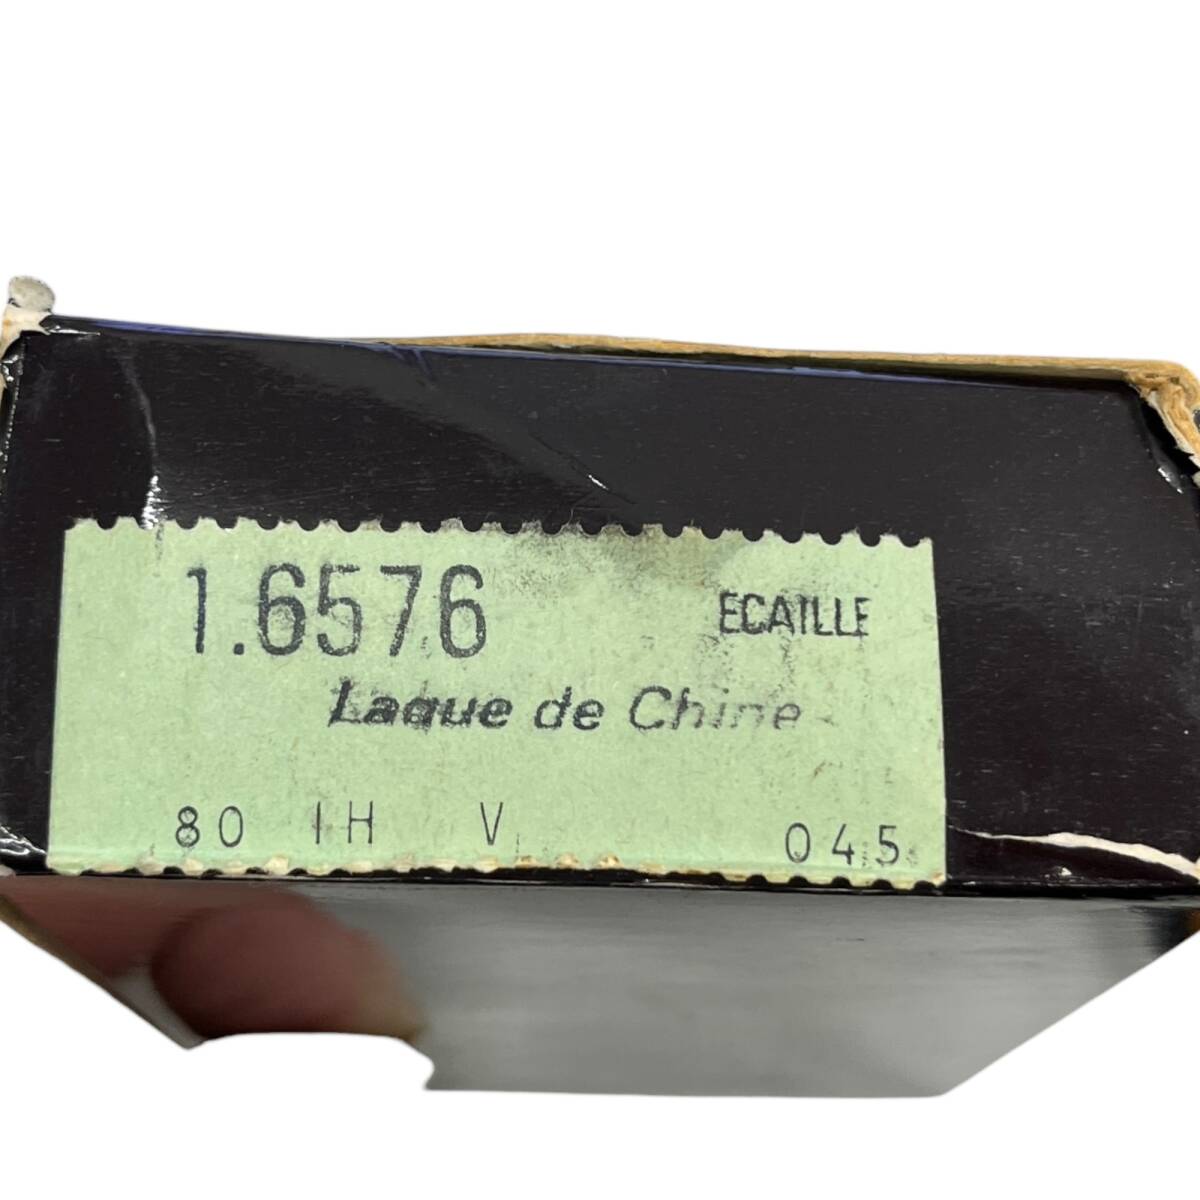 1.6576 ECAILLE
Laque de Chine
80 IH V 045